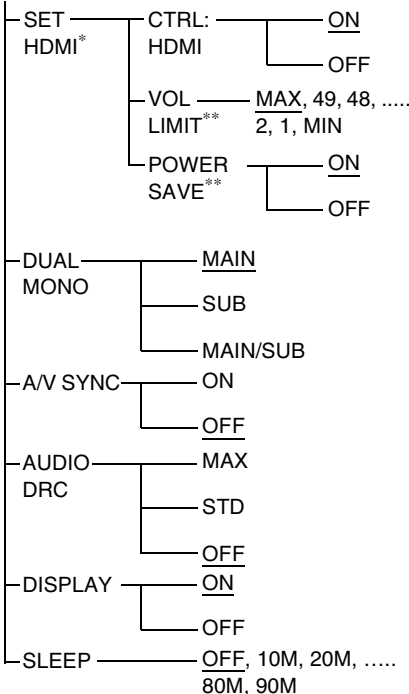 SET
HDMI*
CTRL:
HDMI
ON
OFF
VOL
LIMIT**
MAX, 49, 48, .....
2, 1, MIN
POWER
SAVE**
ON
OFF
DUAL
MONO
MAIN
SUB
MAIN/SUB
A/V SYNC
ON
OFF
AUDIO
DRC
MAX
STD
OFF
DISPLAY
ON
OFF
SLEEP
OFF, 10M, 20M, .....
80M, 90M